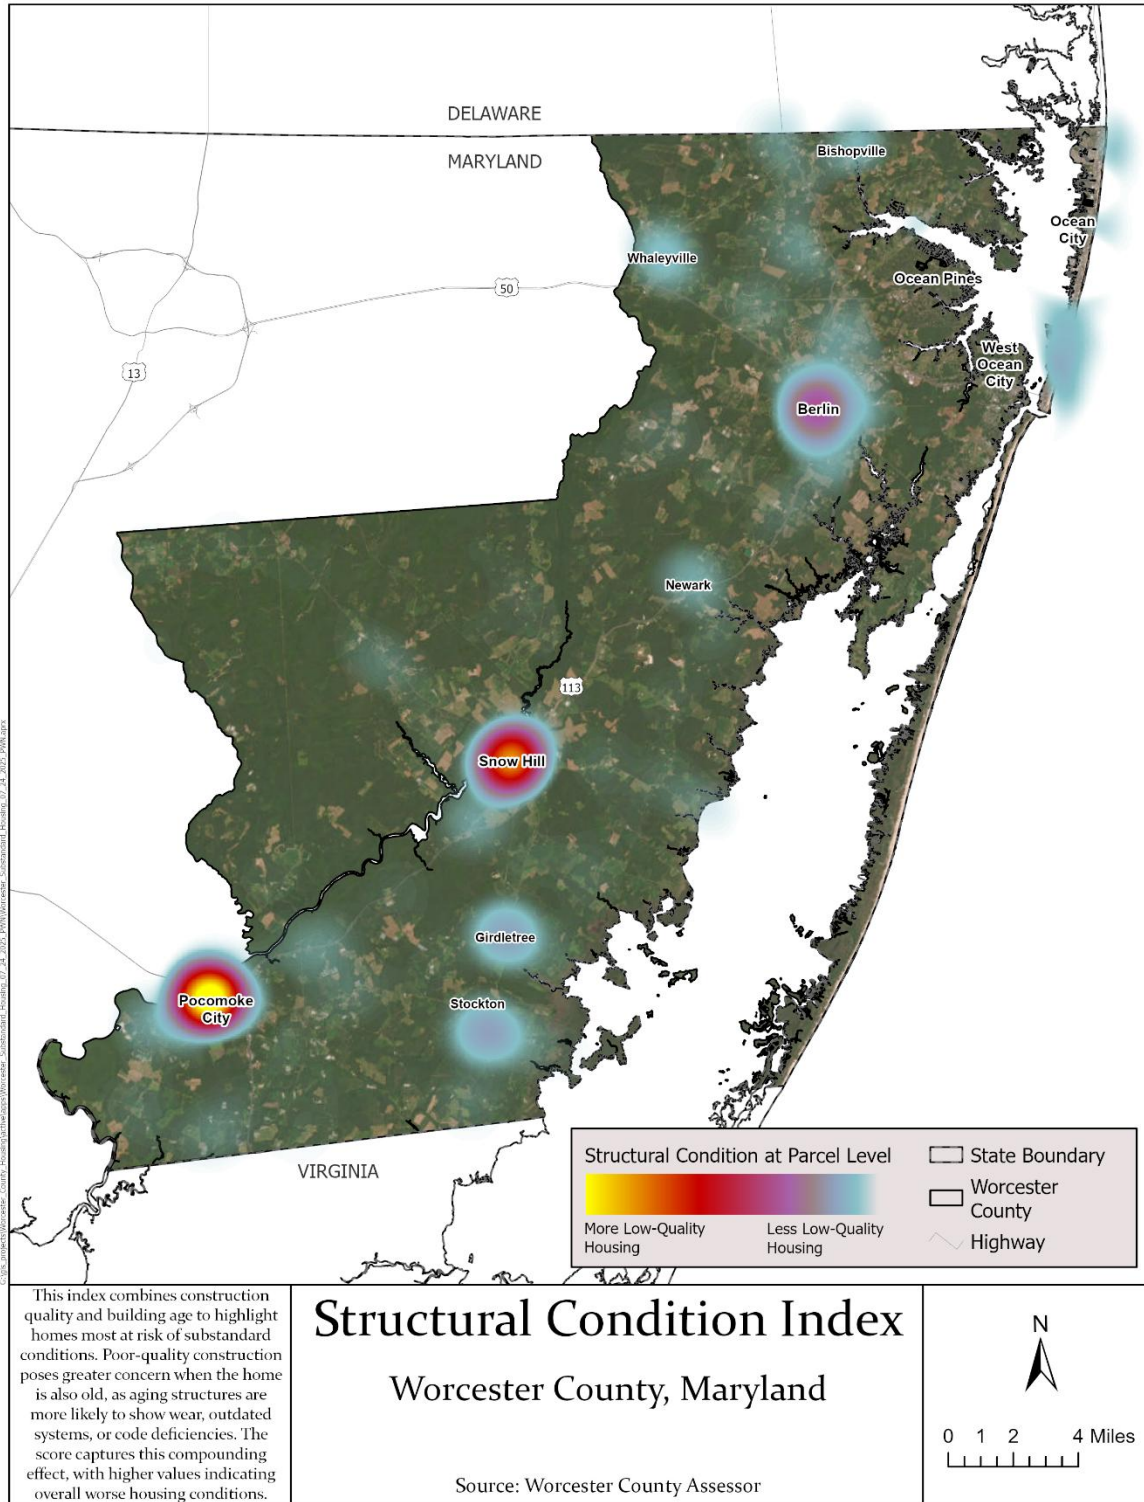 DELAWARE
MARYLAND
Bishopville
Ocean
City
Whaleyville
Ocean Pines
50
13
West
Ocean
City
Berlin
Newark
113
Snow Hill
Girdletree
Pocomoke
City
Stockton
VIRGINIA
Structural Condition at Parcel Level
More Low-Quality
Housing
Less Low-Quality
Housing
State Boundary
Worcester
County
Highway
This index combines construction
quality and building age to highlight
homes most at risk of substandard
conditions. Poor-quality construction
poses greater concern when the home
is also old, as aging structures are
more likely to show wear, outdated
systems, or code deficiencies. The
score captures this compounding
effect, with higher values indicating
overall worse housing conditions.
Structural Condition Index
Worcester County, Maryland
Source: Worcester County Assessor
N
0 1 2 4 Miles